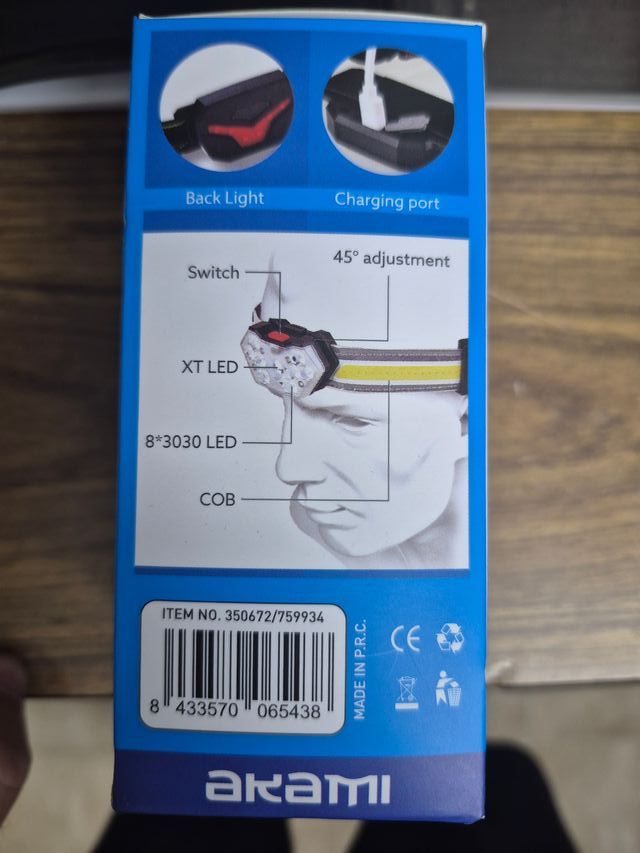 Back Light
Charging port
45° adjustment
Switch
XT LED
8*3030 LED
COB
ITEM NO. 350672/759934
8 433570 065438
MADE IN P.R.C.
CE
aKamı